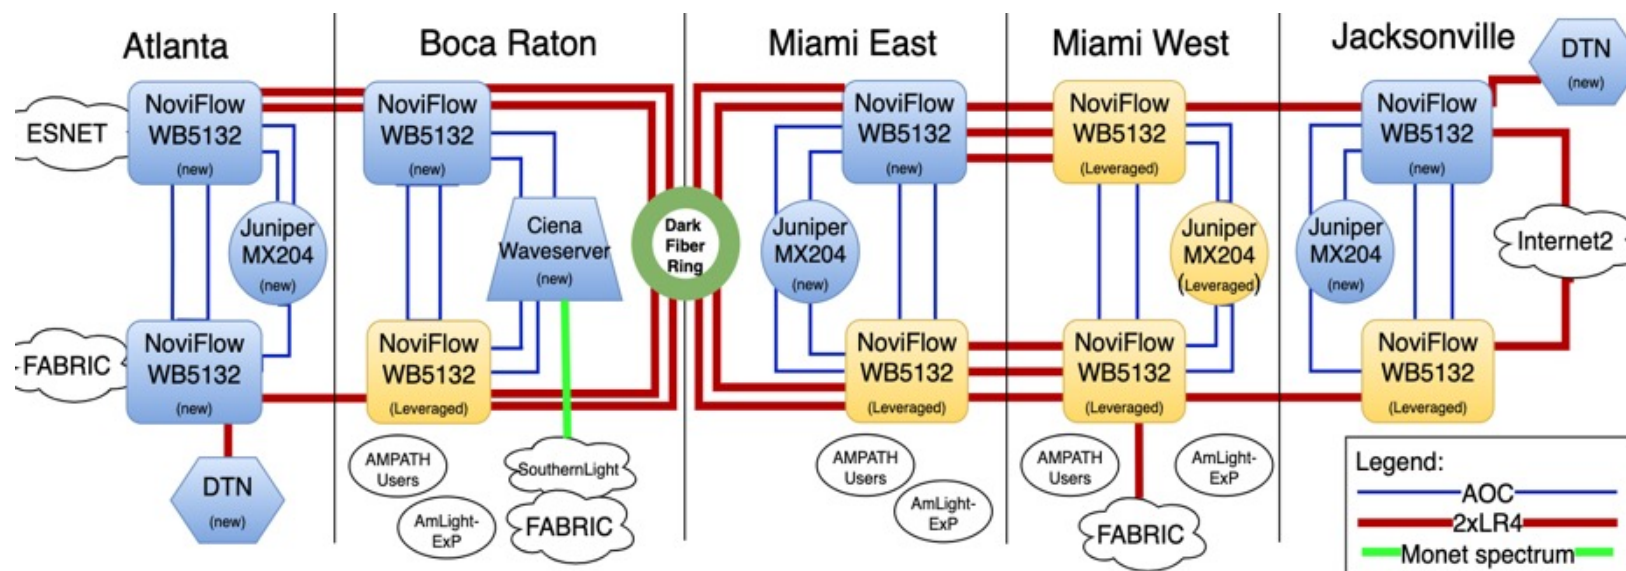 Atlanta
Boca Raton
Miami East
Miami West
Jacksonville
DTN
(new)
ESNET
NoviFlow
WB5132
(new)
NoviFlow
WB5132
(new)
NoviFlow
WB5132
(new)
NoviFlow
WB5132
(Leveraged)
NoviFlow
WB5132
(new)
Juniper
MX204
(new)
Ciena
Waveserver
(new)
Dark
Fiber
Ring
Juniper
MX204
(new)
Juniper
MX204
(Leveraged)
Juniper
MX204
(new)
Internet2
FABRIC
NoviFlow
WB5132
(new)
NoviFlow
WB5132
(Leveraged)
NoviFlow
WB5132
(Leveraged)
NoviFlow
WB5132
(Leveraged)
NoviFlow
WB5132
(Leveraged)
DTN
(new)
AMPATH
Users
AmLight-
ExP
SouthernLight
FABRIC
AMPATH
Users
AmLight-
ExP
AMPATH
Users
AmLight-
ExP
FABRIC
Legend:
AOC
2xLR4
Monet spectrum